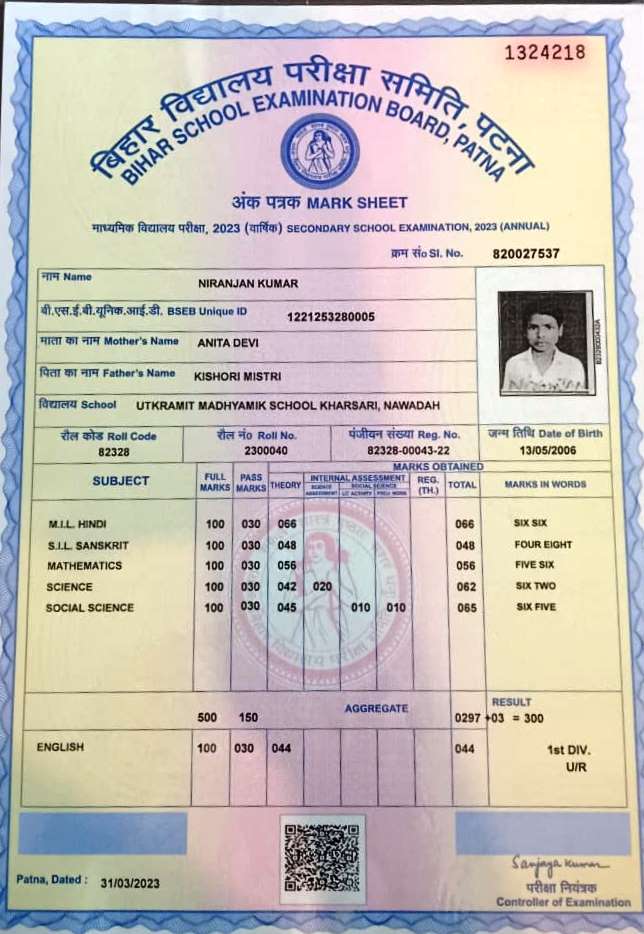 1324218
बिहार विद्यालय परीक्षा समिति, पटना
BIHAR SCHOOL EXAMINATION BOARD, PATNA
अंक पत्रक MARK SHEET
माध्यमिक विद्यालय परीक्षा, 2023 (वार्षिक) SECONDARY SCHOOL EXAMINATION, 2023 (ANNUAL)
क्रम सं० Sl. No. 820027537
नाम Name NIRANJAN KUMAR
बी.एस.ई.बी.यूनिक.आई.डी. BSEB Unique ID 1221253280005
माता का नाम Mother's Name ANITA DEVI
पिता का नाम Father's Name KISHORI MISTRI
विद्यालय School UTKRAMIT MADHYAMIK SCHOOL KHARSARI, NAWADAH
रौल कोड Roll Code रौल नं० Roll No. पंजीयन संख्या Reg. No. जन्म तिथि Date of Birth
82328 2300040 82328-00043-22 13/05/2006
MARKS OBTAINED
SUBJECT FULL MARKS PASS MARKS THEORY INTERNAL ASSESSMENT REG. (TH.) TOTAL MARKS IN WORDS
SCIENCE ASSESSMENT SOCIAL SCIENCE LIT ACTIVITY PROJ WORK
M.I.L. HINDI 100 030 066 066 SIX SIX
S.I.L. SANSKRIT 100 030 048 048 FOUR EIGHT
MATHEMATICS 100 030 056 056 FIVE SIX
SCIENCE 100 030 042 020 062 SIX TWO
SOCIAL SCIENCE 100 030 045 010 010 065 SIX FIVE
AGGREGATE RESULT
500 150 0297 +03 = 300
ENGLISH 100 030 044 044 1st DIV.
U/R
Patna, Dated : 31/03/2023
Sanjaya Kumar
परीक्षा नियंत्रक
Controller of Examination